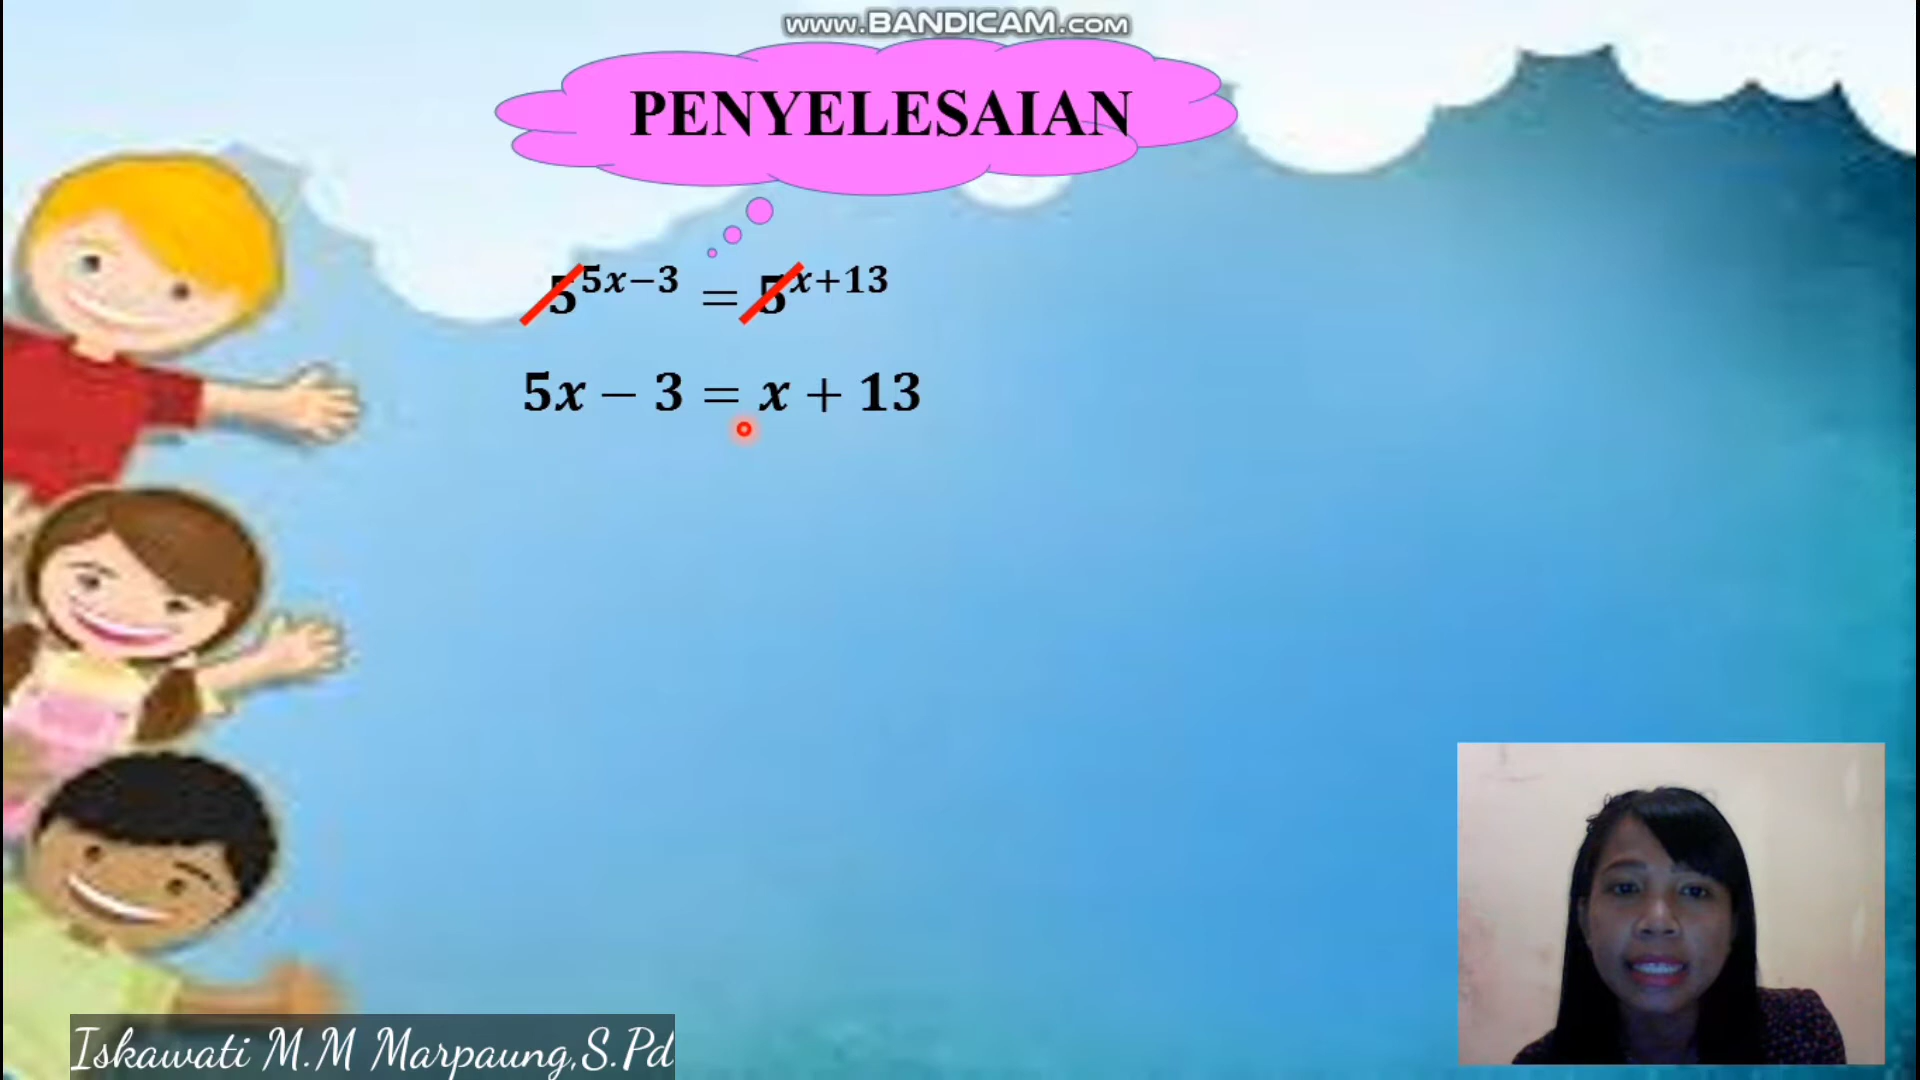 www.BANDICAM.com
PENYELESAIAN
5^{5x−3} = 5^{x+13}
5x − 3 = x + 13
Iskawati M.M Marpaung,S.Pd